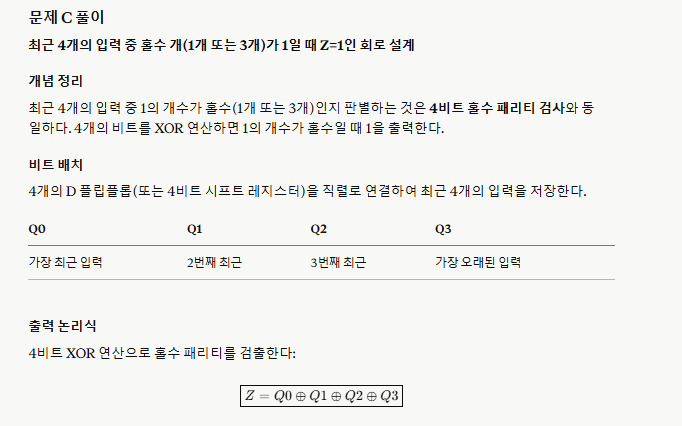 문제 C 풀이
최근 4개의 입력 중 홀수 개(1개 또는 3개)가 1일 때 Z=1인 회로 설계
개념 정리
최근 4개의 입력 중 1의 개수가 홀수(1개 또는 3개)인지 판별하는 것은 4비트 홀수 패리티 검사와 동
일하다. 4개의 비트를 XOR 연산하면 1의 개수가 홀수일 때 1을 출력한다.
비트 배치
4개의 D 플립플롭(또는 4비트 시프트 레지스터)을 직렬로 연결하여 최근 4개의 입력을 저장한다.
Q0 Q1 Q2 Q3
가장 최근 입력 2번째 최근 3번째 최근 가장 오래된 입력
출력 논리식
4비트 XOR 연산으로 홀수 패리티를 검출한다:
Z = Q0 ⊕ Q1 ⊕ Q2 ⊕ Q3